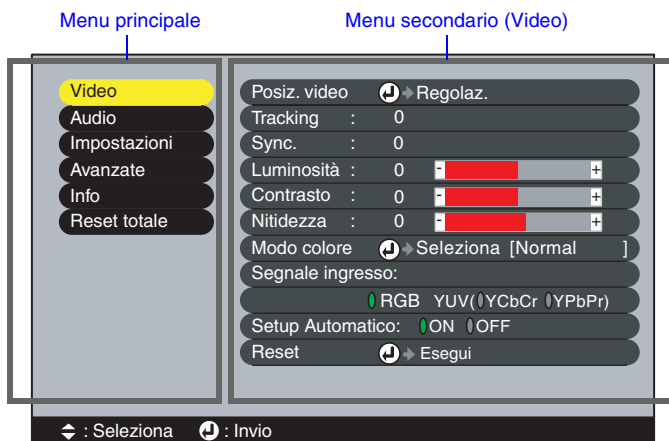 Menu principale
Menu secondario (Video)
Video
Audio
Impostazioni
Avanzate
Info
Reset totale
Posiz. video Regolaz.
Tracking : 0
Sync. : 0
Luminosità : 0 - +
Contrasto : 0 - +
Nitidezza : 0 - +
Modo colore Seleziona [Normal ]
Segnale ingresso:
RGB YUV( YCbCr YPbPr)
Setup Automatico: ON OFF
Reset Esegui
: Seleziona : Invio